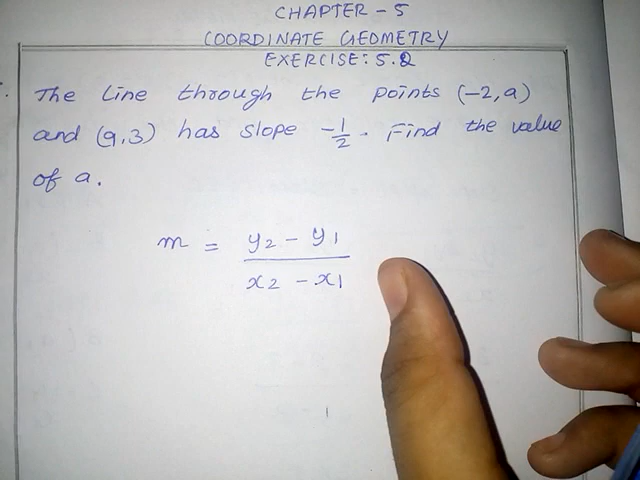 CHAPTER - 5
COORDINATE GEOMETRY
EXERCISE: 5.2
The line through the points (-2, a)
and (9,3) has slope -1/2. Find the value
of a.
m = y2 - y1 / x2 - x1